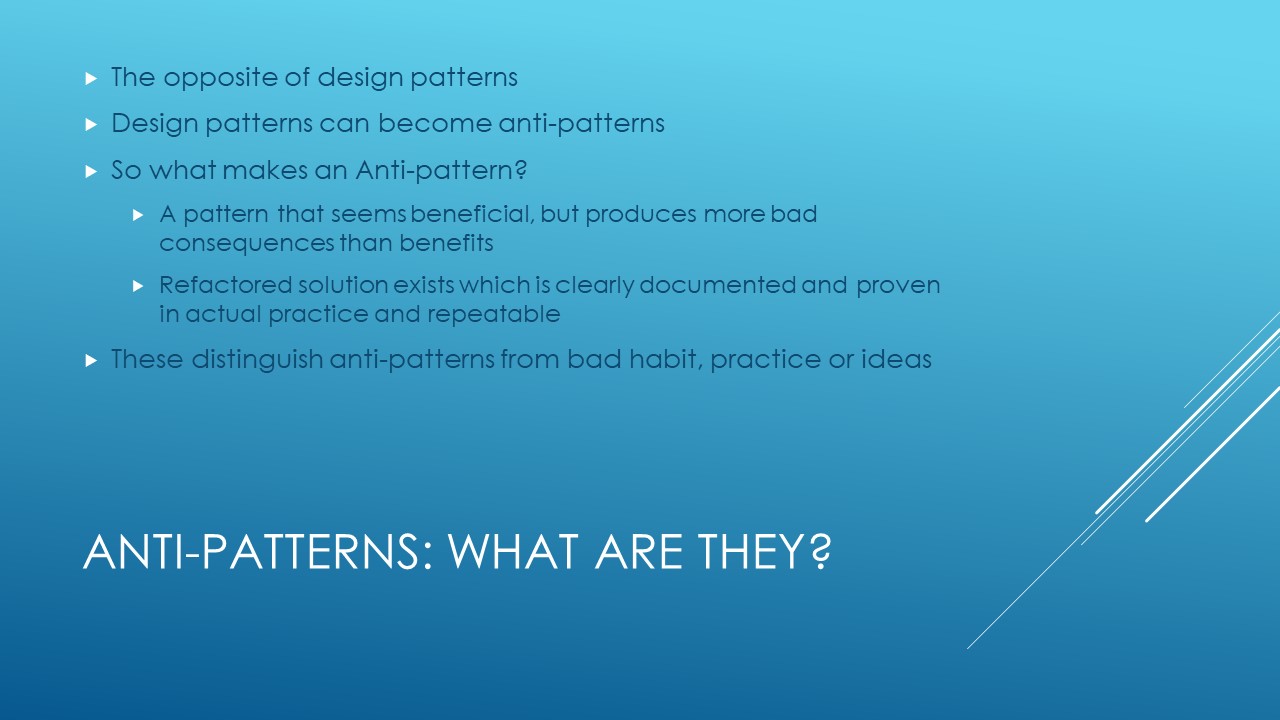 The opposite of design patterns
Design patterns can become anti-patterns
So what makes an Anti-pattern?
A pattern that seems beneficial, but produces more bad
consequences than benefits
Refactored solution exists which is clearly documented and proven
in actual practice and repeatable
These distinguish anti-patterns from bad habit, practice or ideas
ANTI-PATTERNS: WHAT ARE THEY?